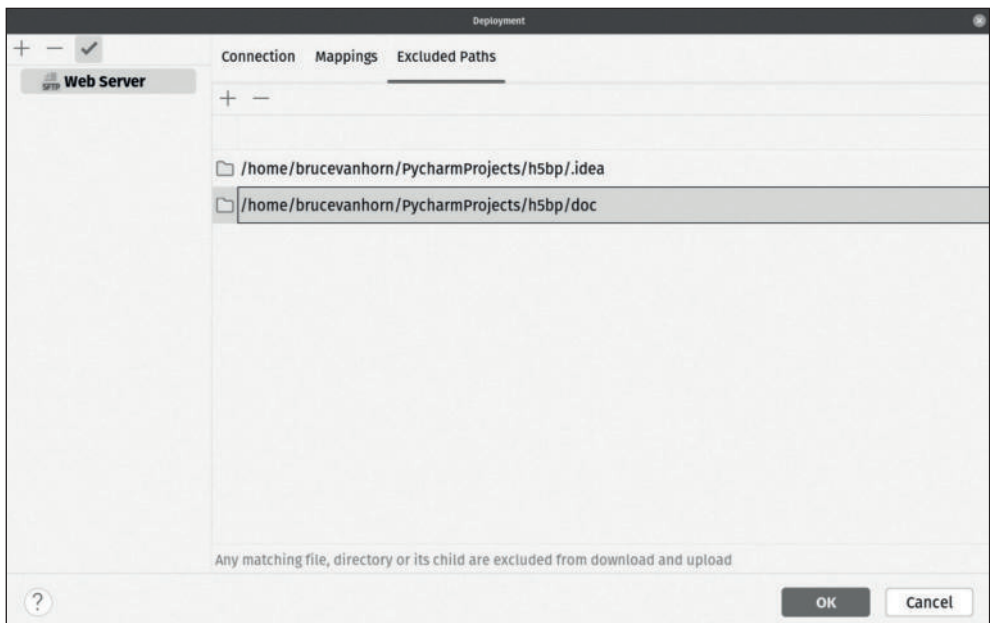 Deployment
Connection Mappings Excluded Paths
SFTP Web Server
/home/brucevanhorn/PycharmProjects/h5bp/.idea
/home/brucevanhorn/PycharmProjects/h5bp/doc
Any matching file, directory or its child are excluded from download and upload
?
OK Cancel